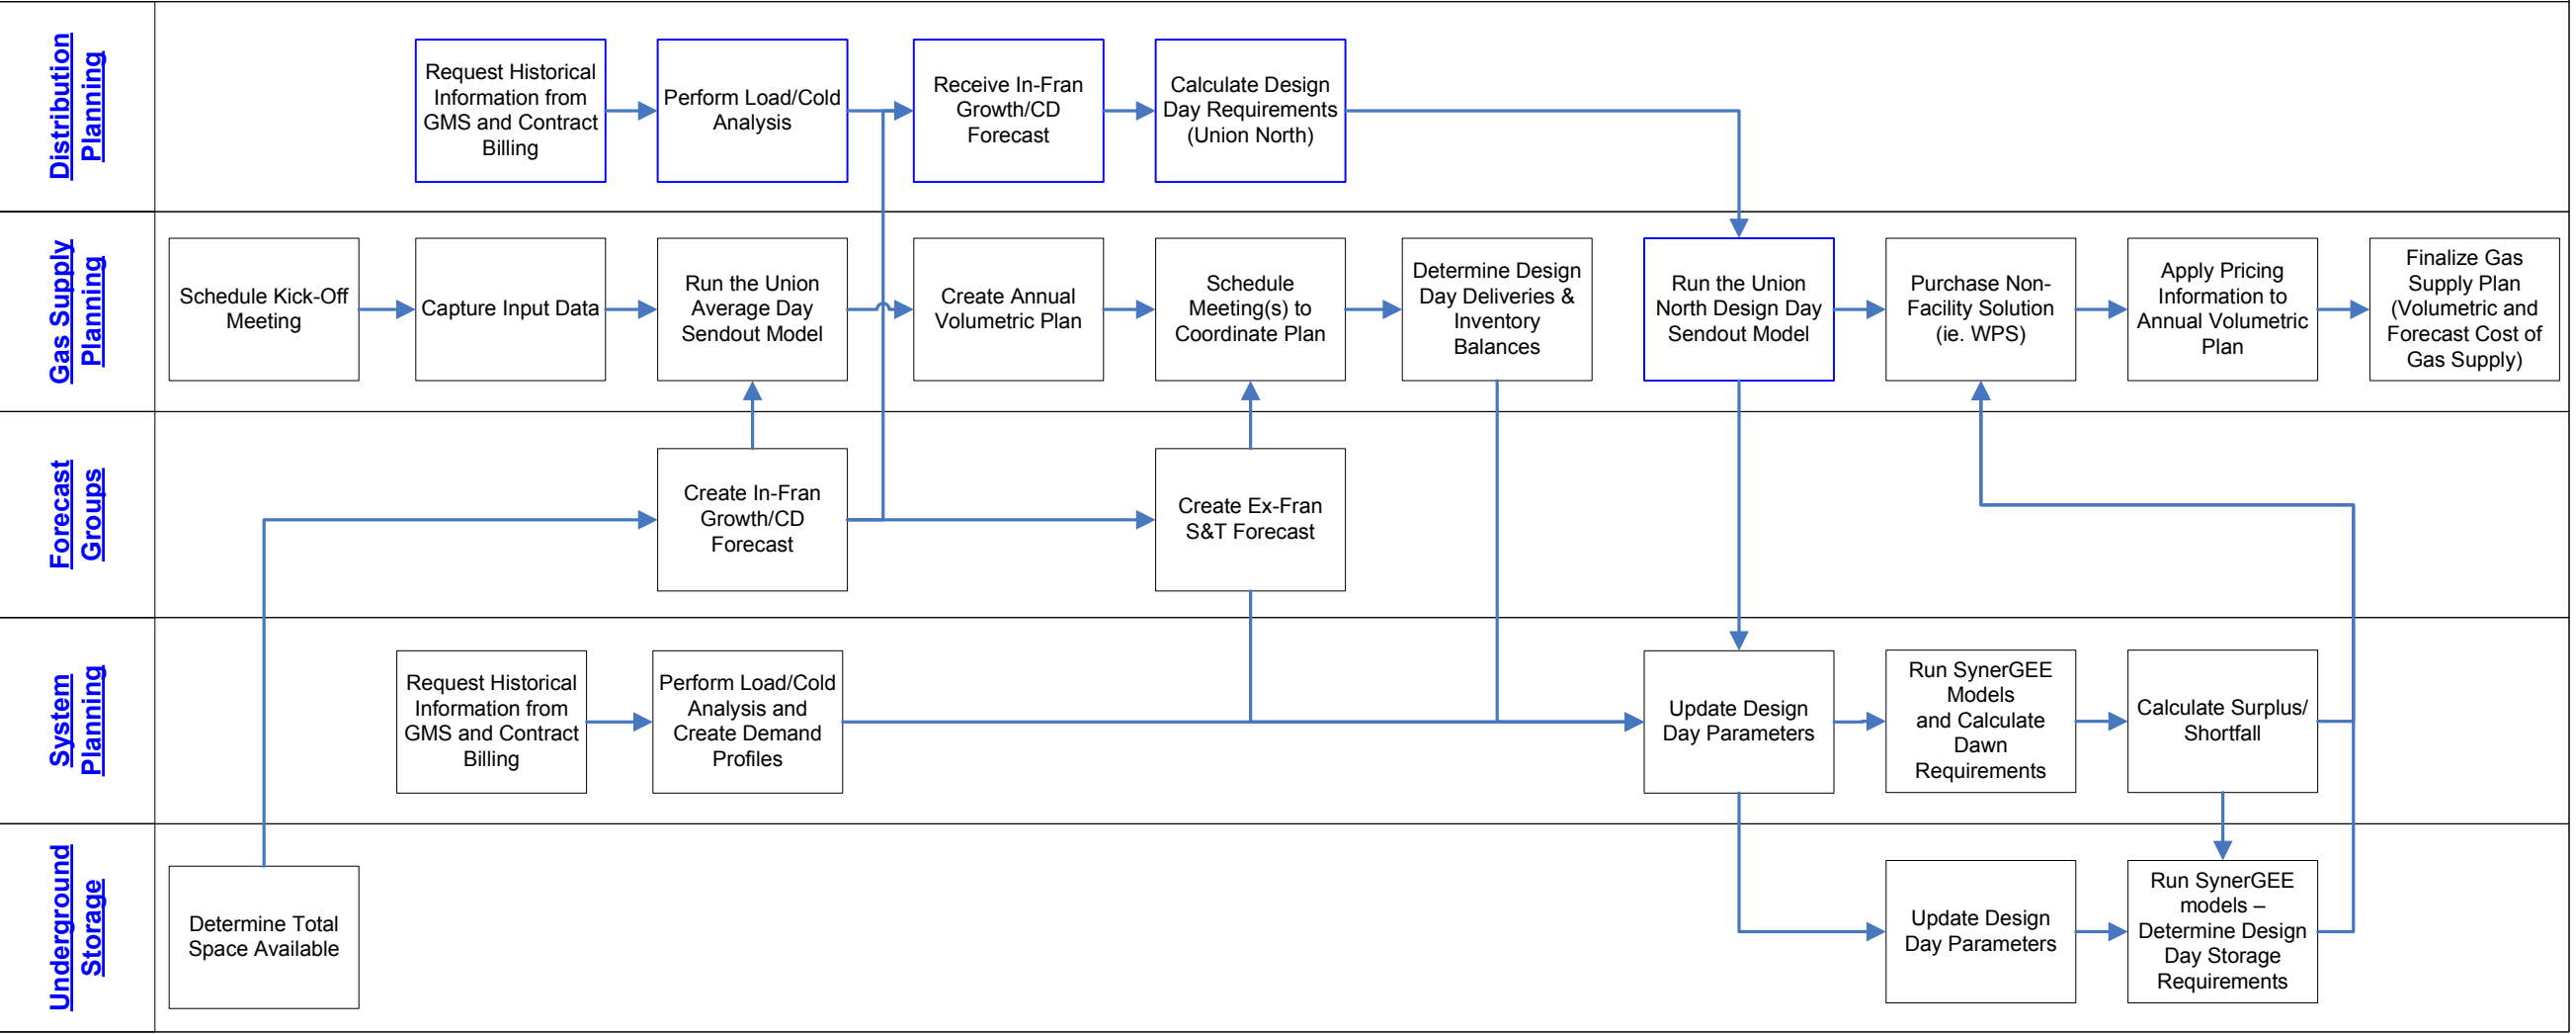 Distribution
Planning
Request Historical
Information from
GMS and Contract
Billing
Perform Load/Cold
Analysis
Receive In-Fran
Growth/CD
Forecast
Calculate Design
Day Requirements
(Union North)
Gas Supply
Planning
Schedule Kick-Off
Meeting
Capture Input Data
Run the Union
Average Day
Sendout Model
Create Annual
Volumetric Plan
Schedule
Meeting(s) to
Coordinate Plan
Determine Design
Day Deliveries &
Inventory
Balances
Run the Union
North Design Day
Sendout Model
Purchase Non-
Facility Solution
(ie. WPS)
Apply Pricing
Information to
Annual Volumetric
Plan
Finalize Gas
Supply Plan
(Volumetric and
Forecast Cost of
Gas Supply)
Forecast
Groups
Create In-Fran
Growth/CD
Forecast
Create Ex-Fran
S&T Forecast
System
Planning
Request Historical
Information from
GMS and Contract
Billing
Perform Load/Cold
Analysis and
Create Demand
Profiles
Update Design
Day Parameters
Run SynerGEE
Models
and Calculate
Dawn
Requirements
Calculate Surplus/
Shortfall
Underground
Storage
Determine Total
Space Available
Update Design
Day Parameters
Run SynerGEE
models –
Determine Design
Day Storage
Requirements